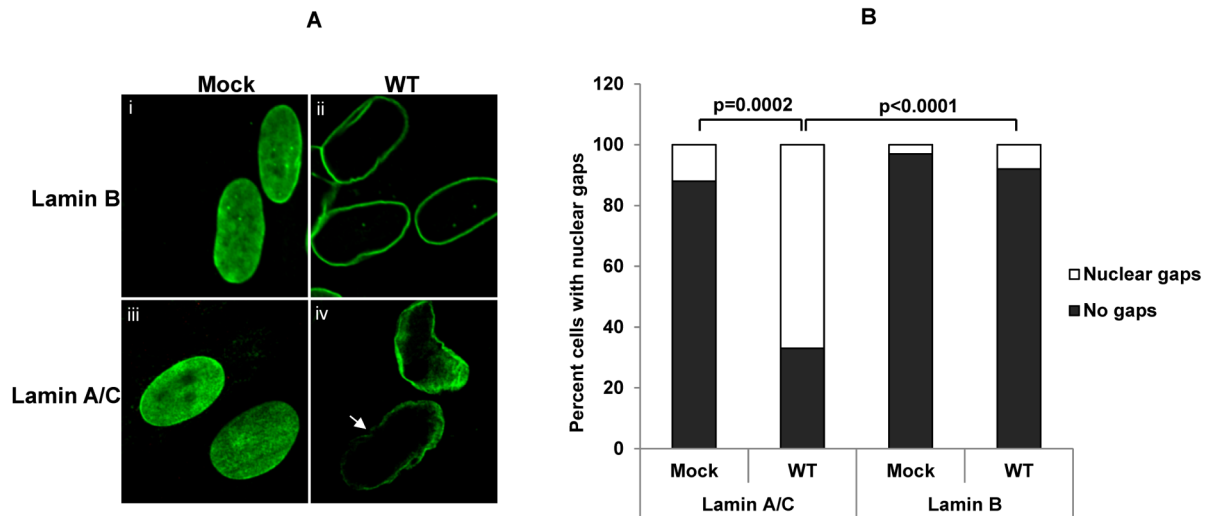 A
Mock WT
i
ii
Lamin B
iii
iv
Lamin A/C
B
Percent cells with nuclear gaps
120
100
80
60
40
20
0
p=0.0002
p<0.0001
Nuclear gaps
No gaps
Mock WT Mock WT
Lamin A/C Lamin B